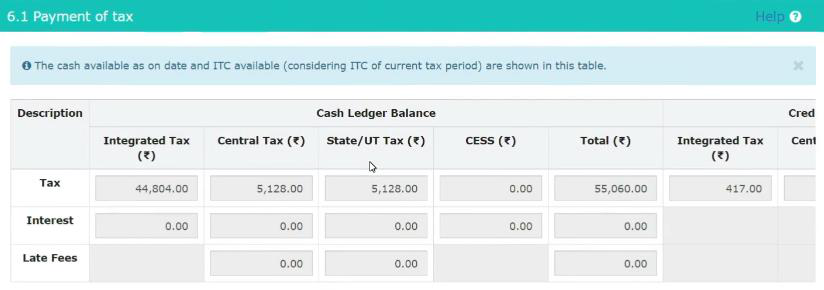 6.1 Payment of tax Help
The cash available as on date and ITC available (considering ITC of current tax period) are shown in this table.
Description Cash Ledger Balance Cred
Integrated Tax (₹) Central Tax (₹) State/UT Tax (₹) CESS (₹) Total (₹) Integrated Tax (₹) Cent
Tax 44,804.00 5,128.00 5,128.00 0.00 55,060.00 417.00
Interest 0.00 0.00 0.00 0.00 0.00
Late Fees 0.00 0.00 0.00